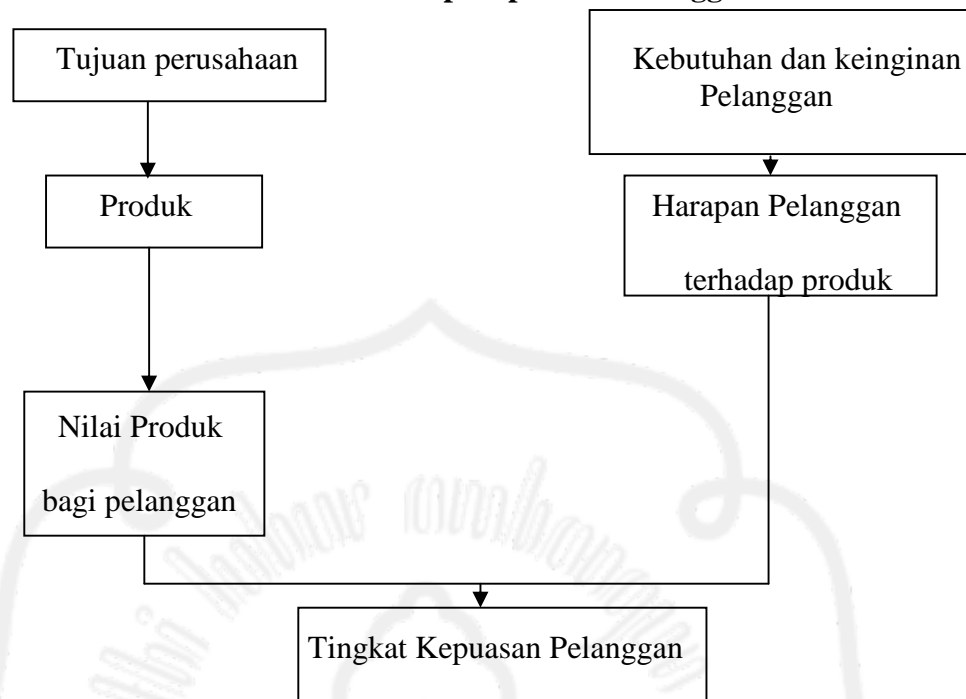 Tujuan perusahaan
Kebutuhan dan keinginan
Pelanggan
Produk
Harapan Pelanggan
terhadap produk
Nilai Produk
bagi pelanggan
Tingkat Kepuasan Pelanggan